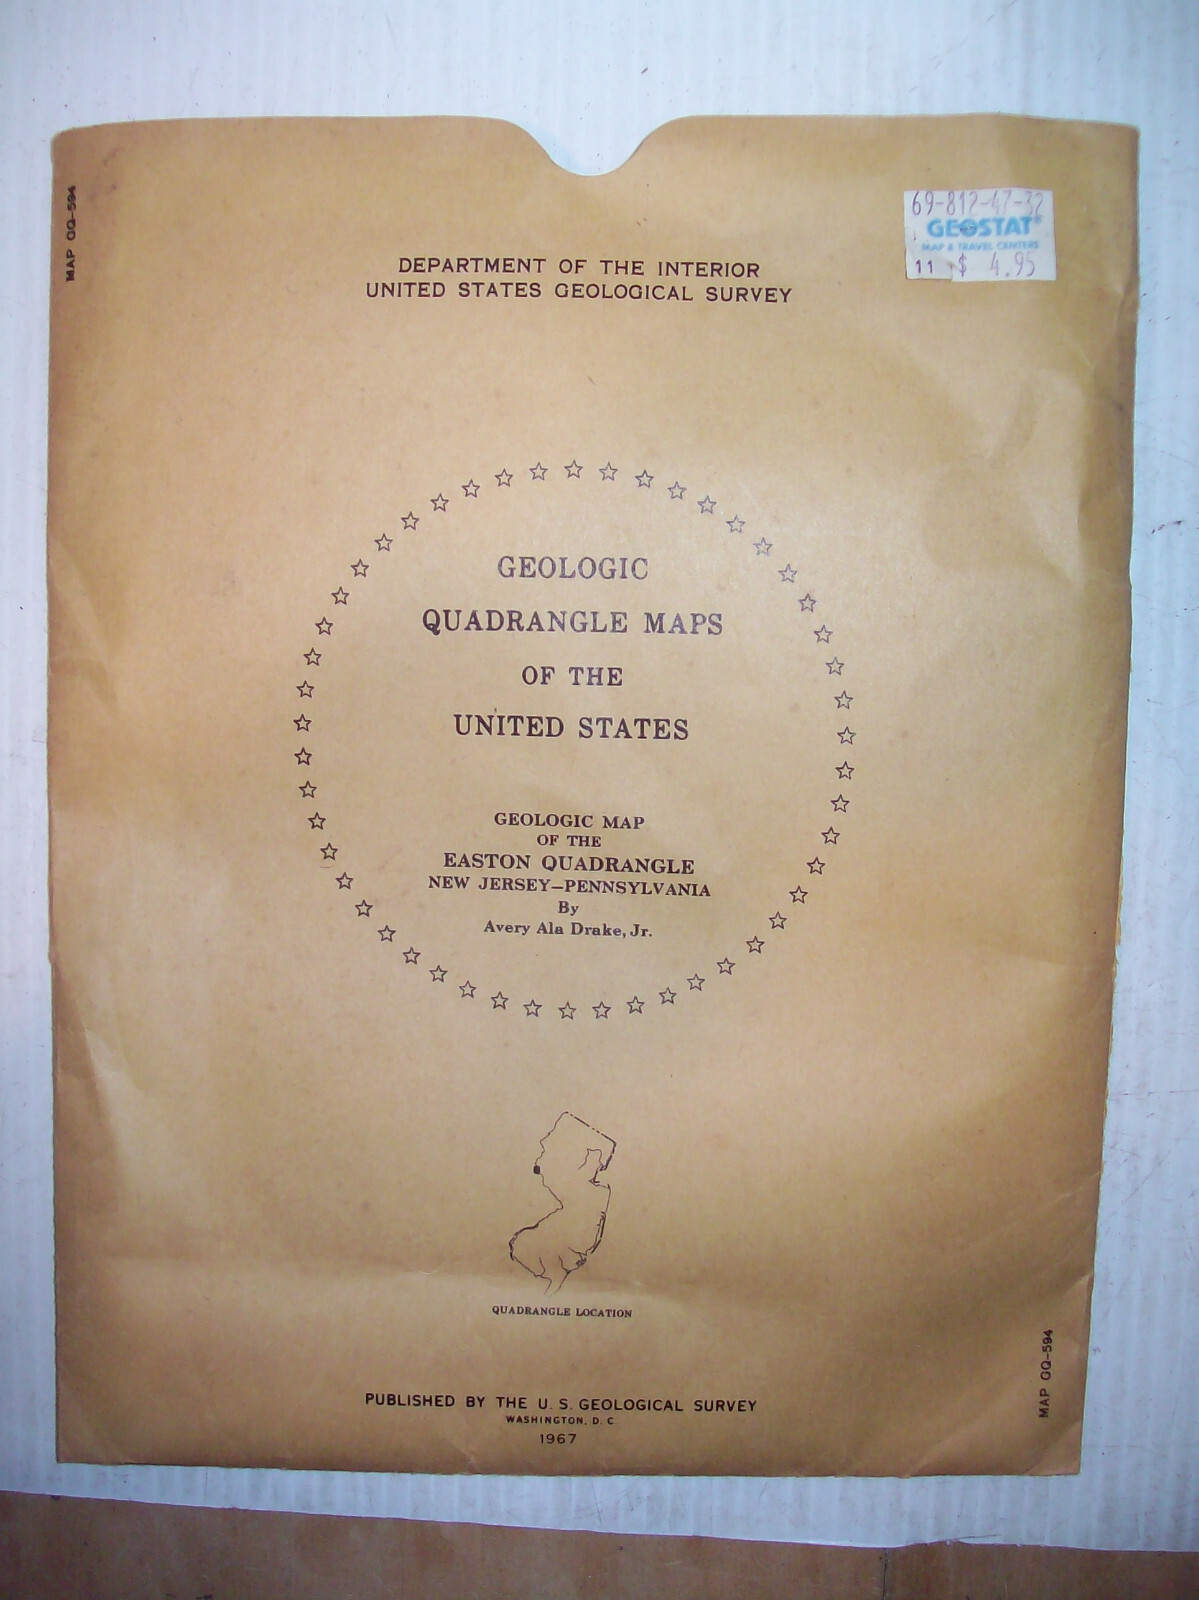 MAP GQ-594
69-812-47-32
GEOSTAT®
MAP & TRAVEL CENTERS
11 $ 4.95
DEPARTMENT OF THE INTERIOR
UNITED STATES GEOLOGICAL SURVEY
GEOLOGIC
QUADRANGLE MAPS
OF THE
UNITED STATES
GEOLOGIC MAP
OF THE
EASTON QUADRANGLE
NEW JERSEY–PENNSYLVANIA
By
Avery Ala Drake, Jr.
QUADRANGLE LOCATION
PUBLISHED BY THE U. S. GEOLOGICAL SURVEY
WASHINGTON, D. C.
1967
MAP GQ-594